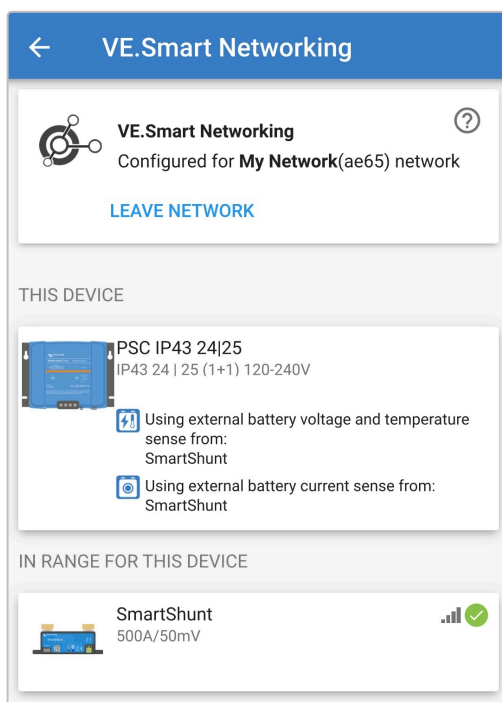 VE.Smart Networking
VE.Smart Networking
Configured for My Network(ae65) network
LEAVE NETWORK
THIS DEVICE
PSC IP43 24|25
IP43 24 | 25 (1+1) 120-240V
Using external battery voltage and temperature
sense from:
SmartShunt
Using external battery current sense from:
SmartShunt
IN RANGE FOR THIS DEVICE
SmartShunt
500A/50mV